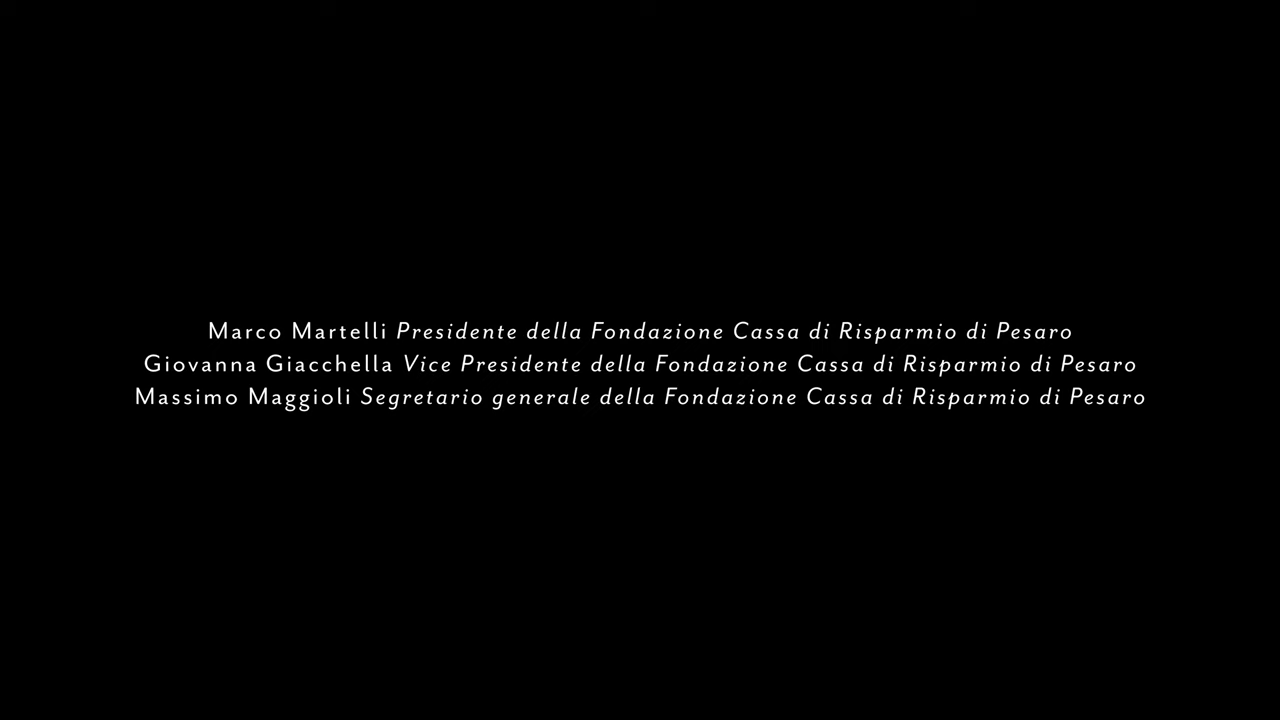 Marco Martelli Presidente della Fondazione Cassa di Risparmio di Pesaro
Giovanna Giacchella Vice Presidente della Fondazione Cassa di Risparmio di Pesaro
Massimo Maggioli Segretario generale della Fondazione Cassa di Risparmio di Pesaro